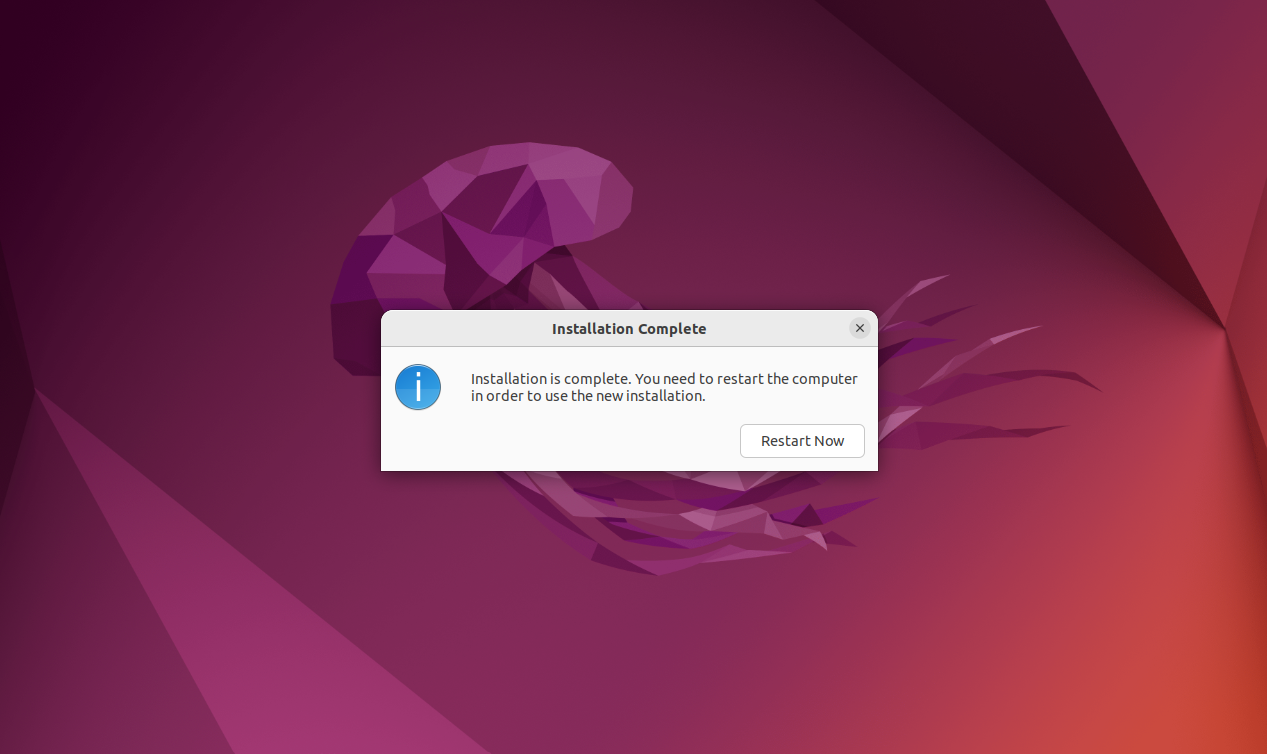 Installation Complete
Installation is complete. You need to restart the computer
in order to use the new installation.
Restart Now